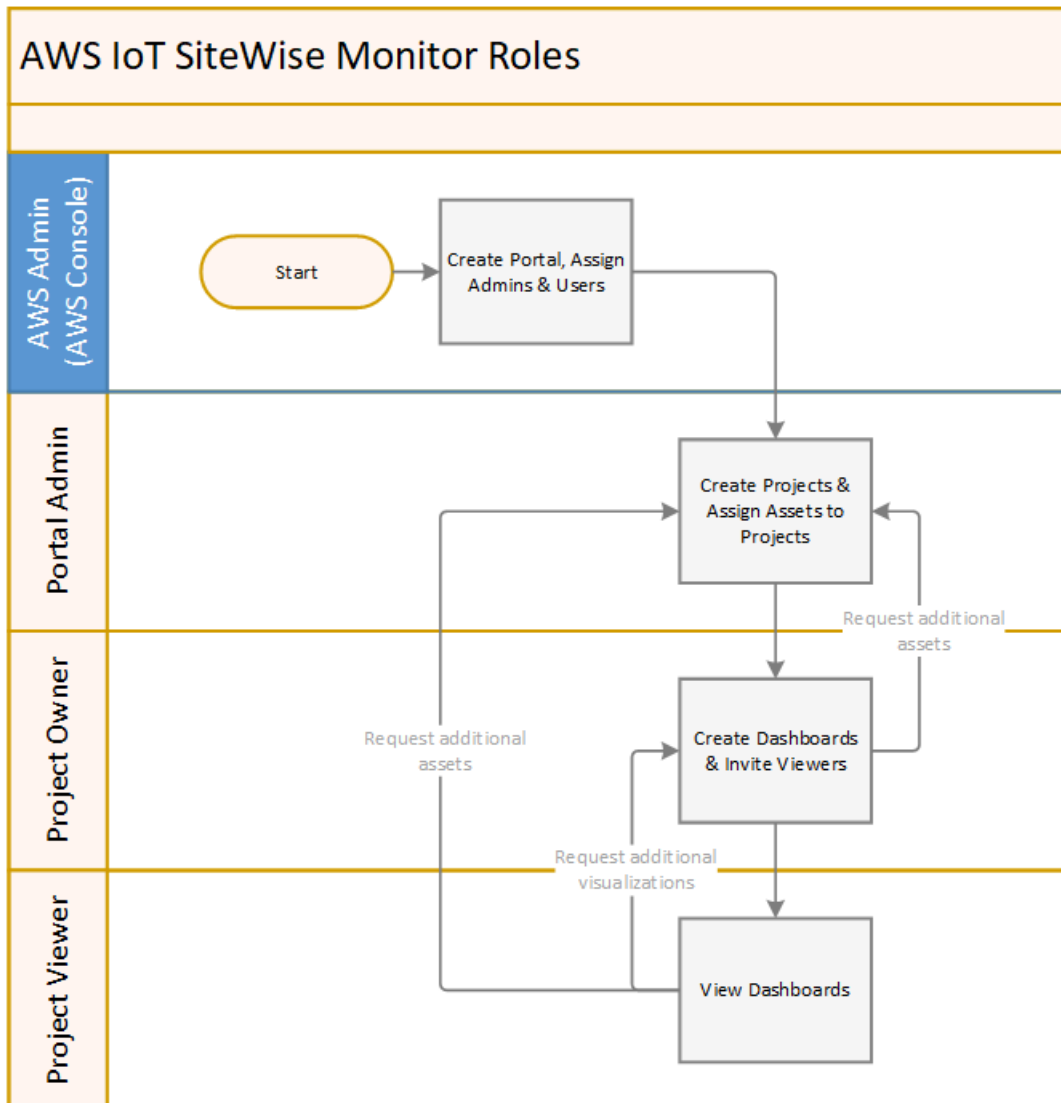 AWS IoT SiteWise Monitor Roles
AWS Admin
(AWS Console)
Start
Create Portal, Assign
Admins & Users
Portal Admin
Create Projects &
Assign Assets to
Projects
Request additional
assets
Project Owner
Request additional
assets
Create Dashboards
& Invite Viewers
Request additional
visualizations
Project Viewer
View Dashboards